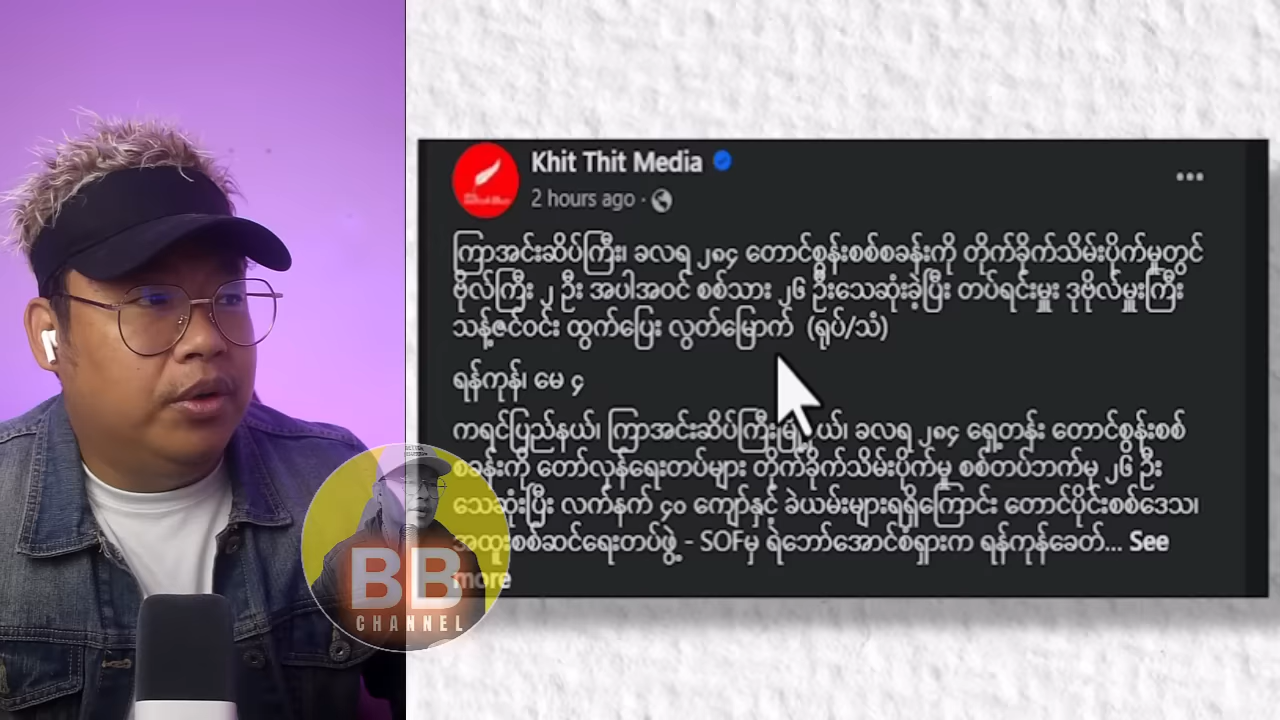 Khit Thit Media
2 hours ago ·
ကြာအင်းဆိပ်ကြီး၊ ခလရ ၂၈၄ တောင်စွန်းစစ်စခန်းကို တိုက်ခိုက်သိမ်းပိုက်မှုတွင်
ဗိုလ်ကြီး ၂ ဦး အပါအဝင် စစ်သား ၂၆ ဦးသေဆုံးခဲ့ပြီး တပ်ရင်းမှူး ဒုဗိုလ်မှူးကြီး
သန့်ဇင်ဝင်း ထွက်ပြေး လွတ်မြောက် (ရုပ်/သံ)
ရန်ကုန်၊ မေ ၄
ကရင်ပြည်နယ်၊ ကြာအင်းဆိပ်ကြီးမြို့နယ်၊ ခလရ ၂၈၄ ရှေ့တန်း တောင်စွန်းစစ်
စခန်းကို တော်လှန်ရေးတပ်များ တိုက်ခိုက်သိမ်းပိုက်မှု စစ်တပ်ဘက်မှ ၂၆ ဦး
သေဆုံးပြီး လက်နက် ၄၀ ကျော်နှင့် ခဲယမ်းများရရှိကြောင်း တောင်ပိုင်းစစ်ဒေသ၊
အထူးစစ်ဆင်ရေးတပ်ဖွဲ့ - SOFမှ ရဲဘော်အောင်စရှားက ရန်ကုန်ခေတ်... See
more
BB
CHANNEL